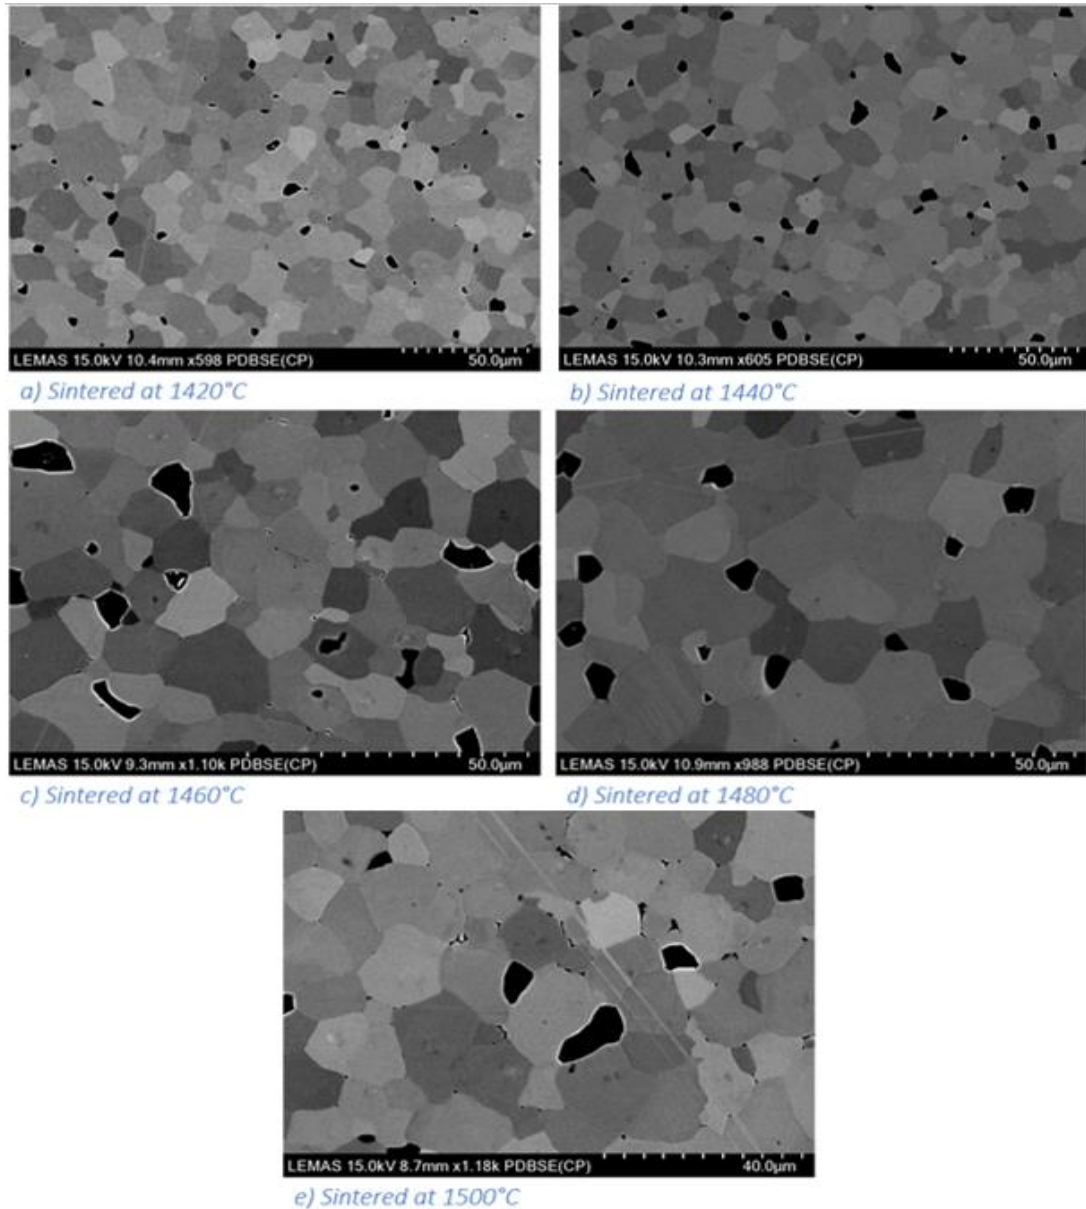 LEMAS 15.0kV 10.4mm x598 PDBSE(CP) 50.0µm
LEMAS 15.0kV 10.3mm x605 PDBSE(CP) 50.0µm
a) Sintered at 1420°C
b) Sintered at 1440°C
LEMAS 15.0kV 9.3mm x1.10k PDBSE(CP) 50.0µm
LEMAS 15.0kV 10.9mm x988 PDBSE(CP) 50.0µm
c) Sintered at 1460°C
d) Sintered at 1480°C
LEMAS 15.0kV 8.7mm x1.18k PDBSE(CP) 40.0µm
e) Sintered at 1500°C